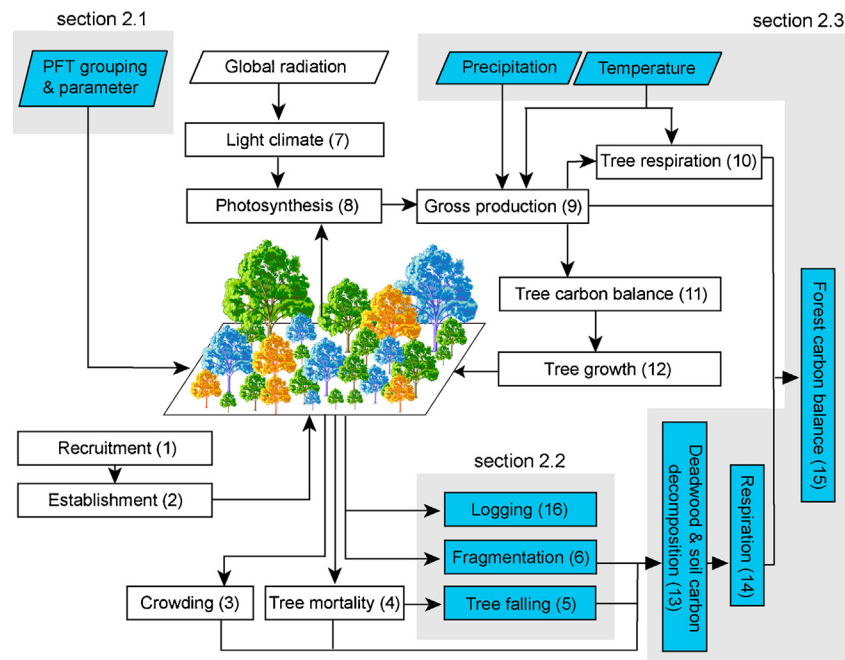 section 2.1
section 2.3
PFT grouping
& parameter
Global radiation
Precipitation
Temperature
Light climate (7)
Tree respiration (10)
Photosynthesis (8)
Gross production (9)
Tree carbon balance (11)
Forest carbon balance (15)
Tree growth (12)
Recruitment (1)
Establishment (2)
section 2.2
Logging (16)
Fragmentation (6)
Deadwood & soil carbon
decomposition (13)
Respiration (14)
Crowding (3)
Tree mortality (4)
Tree falling (5)